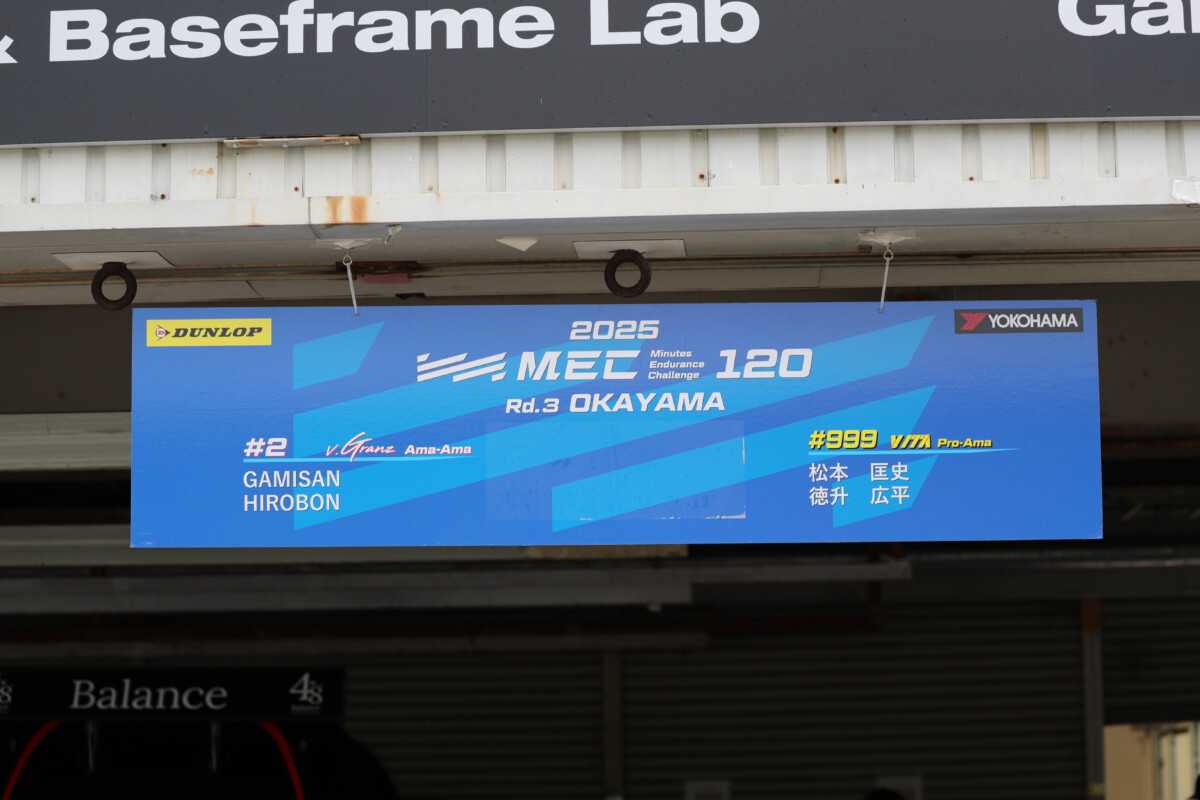 & Baseframe Lab
DUNLOP
2025
MEC Minutes Endurance Challenge 120
Rd.3 OKAYAMA
YOKOHAMA
#2 v.Granz Ama-Ama
GAMISAN
HIROBON
#999 VITA Pro-Ama
松本 匡史
徳升 広平
Balance
48